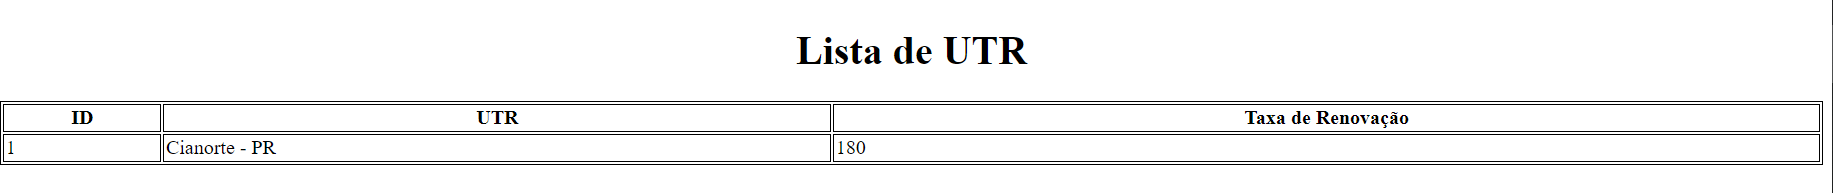 Lista de UTR
ID UTR Taxa de Renovação
1 Cianorte - PR 180